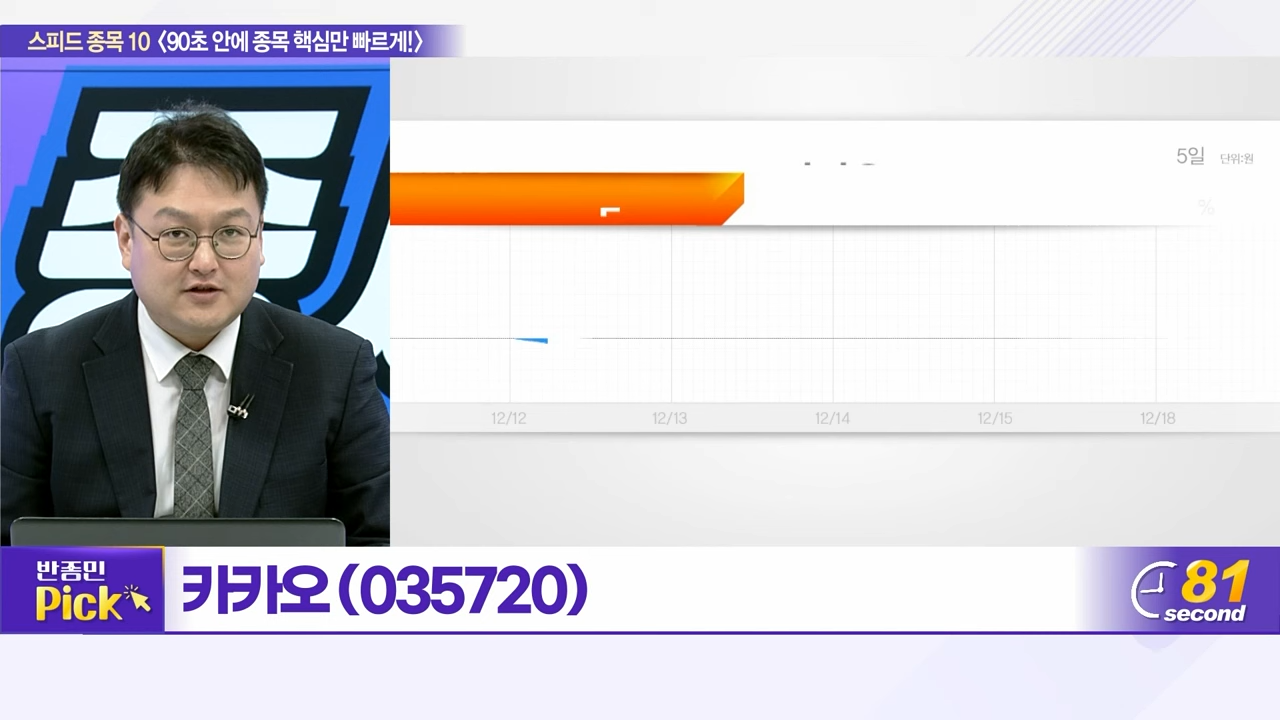 스피드 종목 10 〈90초 안에 종목 핵심만 빠르게!〉
5일 단위:원
%
12/12 12/13 12/14 12/15 12/18
반종민
Pick
카카오(035720)
81
second